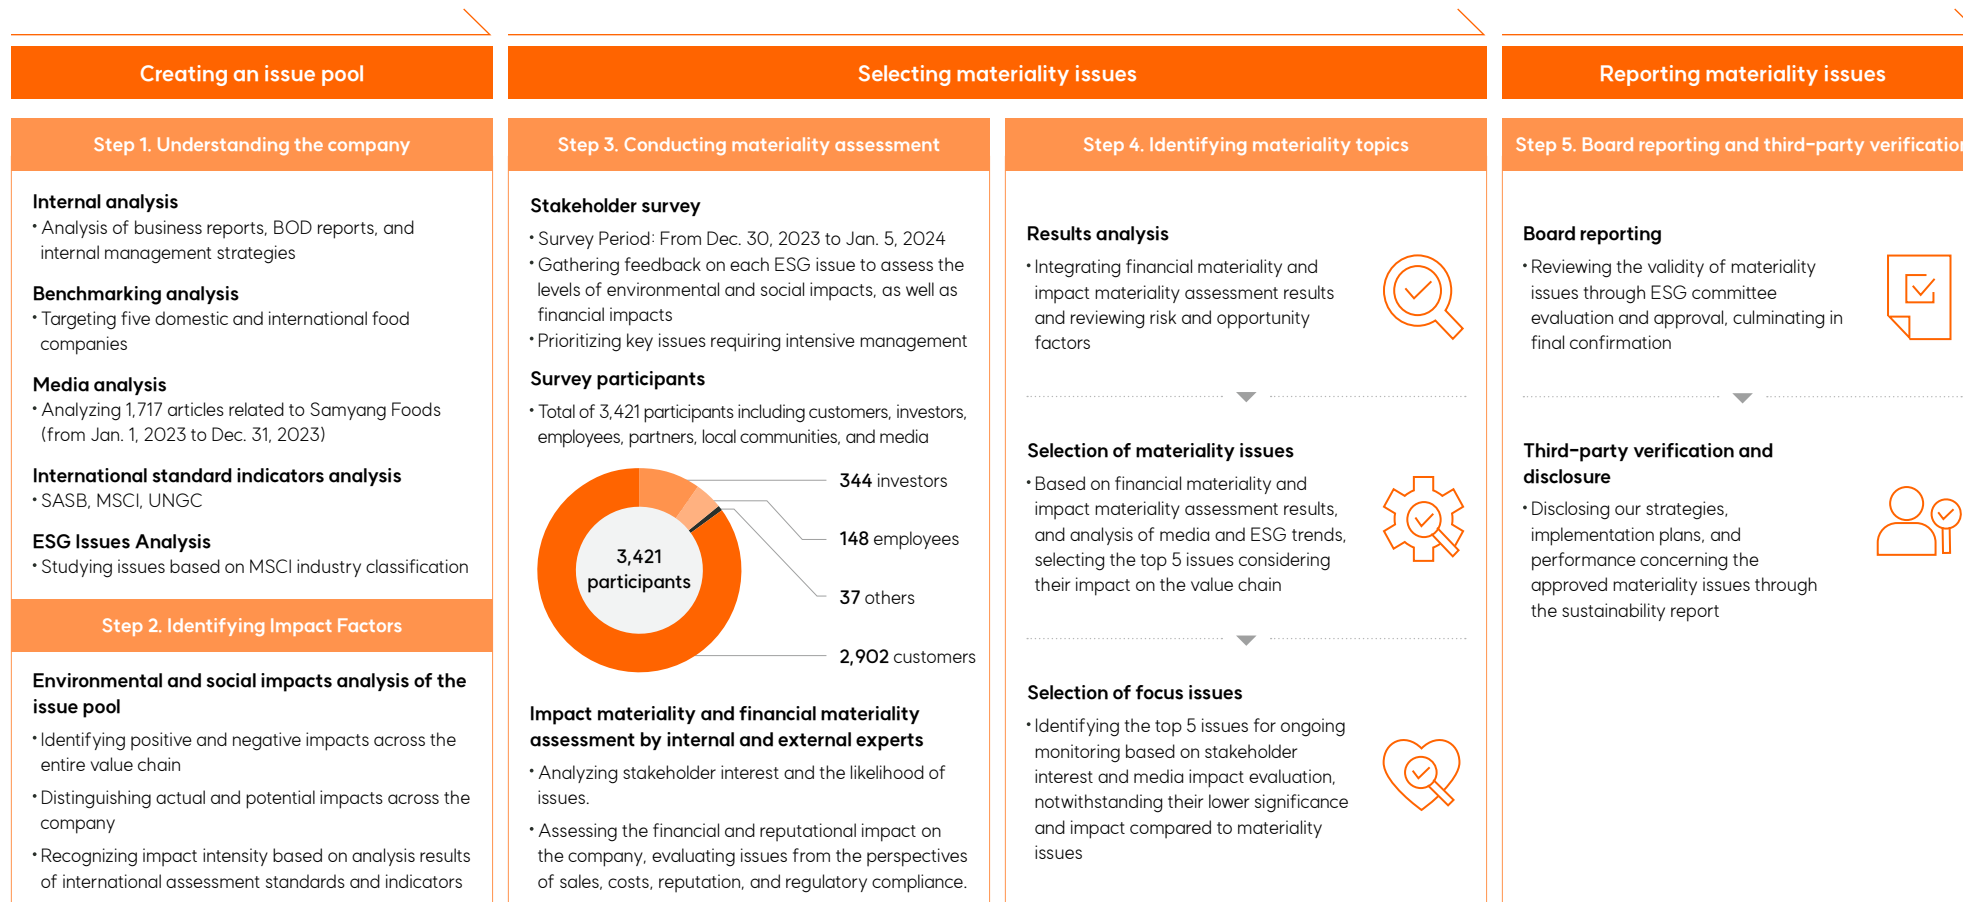 Creating an issue pool
Step 1. Understanding the company
Internal analysis
• Analysis of business reports, BOD reports, and
internal management strategies
Benchmarking analysis
• Targeting five domestic and international food
companies
Media analysis
• Analyzing 1,717 articles related to Samyang Foods
(from Jan. 1, 2023 to Dec. 31, 2023)
International standard indicators analysis
• SASB, MSCI, UNGC
ESG Issues Analysis
• Studying issues based on MSCI industry classification
Step 2. Identifying Impact Factors
Environmental and social impacts analysis of the
issue pool
• Identifying positive and negative impacts across the
entire value chain
• Distinguishing actual and potential impacts across the
company
• Recognizing impact intensity based on analysis results
of international assessment standards and indicators
Selecting materiality issues
Step 3. Conducting materiality assessment
Stakeholder survey
• Survey Period: From Dec. 30, 2023 to Jan. 5, 2024
• Gathering feedback on each ESG issue to assess the
levels of environmental and social impacts, as well as
financial impacts
• Prioritizing key issues requiring intensive management
Survey participants
• Total of 3,421 participants including customers, investors,
employees, partners, local communities, and media
3,421
participants
344 investors
148 employees
37 others
2,902 customers
Impact materiality and financial materiality
assessment by internal and external experts
• Analyzing stakeholder interest and the likelihood of
issues.
• Assessing the financial and reputational impact on
the company, evaluating issues from the perspectives
of sales, costs, reputation, and regulatory compliance.
Step 4. Identifying materiality topics
Results analysis
• Integrating financial materiality and
impact materiality assessment results
and reviewing risk and opportunity
factors
Selection of materiality issues
• Based on financial materiality and
impact materiality assessment results,
and analysis of media and ESG trends,
selecting the top 5 issues considering
their impact on the value chain
Selection of focus issues
• Identifying the top 5 issues for ongoing
monitoring based on stakeholder
interest and media impact evaluation,
notwithstanding their lower significance
and impact compared to materiality
issues
Reporting materiality issues
Step 5. Board reporting and third-party verification
Board reporting
• Reviewing the validity of materiality
issues through ESG committee
evaluation and approval, culminating in
final confirmation
Third-party verification and
disclosure
• Disclosing our strategies,
implementation plans, and
performance concerning the
approved materiality issues through
the sustainability report